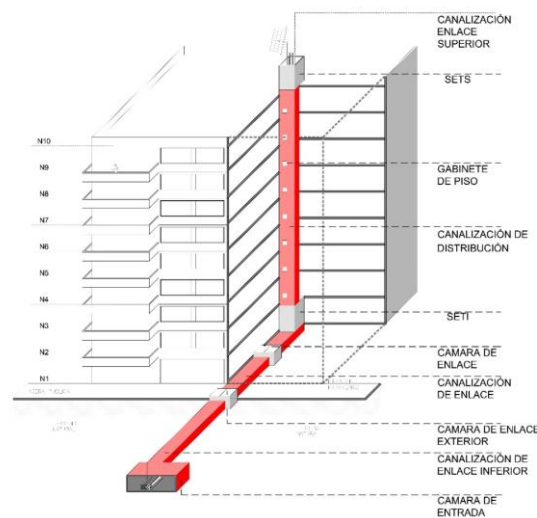 CANALIZACIÓN
ENLACE
SUPERIOR
SETS
GABINETE
DE PISO
CANALIZACIÓN DE
DISTRIBUCIÓN
SETI
CAMARA DE
ENLACE
CANALIZACIÓN
DE ENLACE
CAMARA DE ENLACE
EXTERIOR
CANALIZACIÓN DE
ENLACE INFERIOR
CAMARA DE
ENTRADA
N10
N9
N8
N7
N6
N5
N4
N3
N2
N1